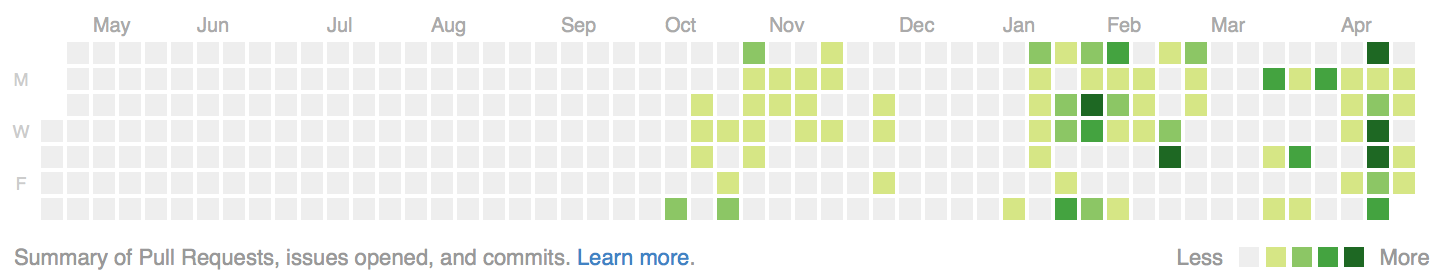 May Jun Jul Aug Sep Oct Nov Dec Jan Feb Mar Apr
M
W
F
Summary of Pull Requests, issues opened, and commits. Learn more. Less More